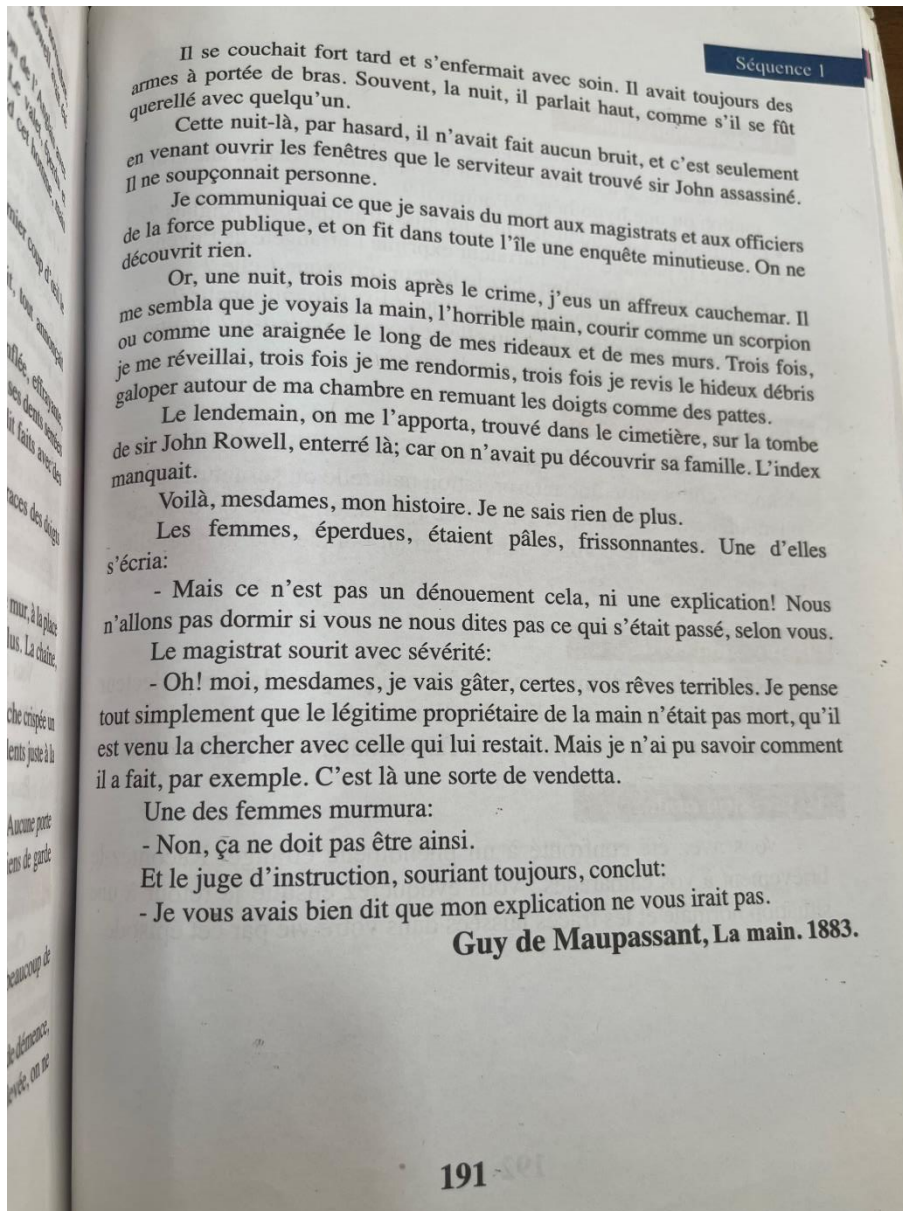 Séquence 1
Il se couchait fort tard et s'enfermait avec soin. Il avait toujours des
armes à portée de bras. Souvent, la nuit, il parlait haut, comme s'il se fût
querellé avec quelqu'un.
Cette nuit-là, par hasard, il n'avait fait aucun bruit, et c'est seulement
en venant ouvrir les fenêtres que le serviteur avait trouvé sir John assassiné.
Il ne soupçonnait personne.
Je communiquai ce que je savais du mort aux magistrats et aux officiers
de la force publique, et on fit dans toute l'île une enquête minutieuse. On ne
découvrit rien.
Or, une nuit, trois mois après le crime, j'eus un affreux cauchemar. Il
me sembla que je voyais la main, l'horrible main, courir comme un scorpion
ou comme une araignée le long de mes rideaux et de mes murs. Trois fois,
je me réveillai, trois fois je me rendormis, trois fois je revis le hideux débris
galoper autour de ma chambre en remuant les doigts comme des pattes.
Le lendemain, on me l'apporta, trouvé dans le cimetière, sur la tombe
de sir John Rowell, enterré là; car on n'avait pu découvrir sa famille. L'index
manquait.
Voilà, mesdames, mon histoire. Je ne sais rien de plus.
Les femmes, éperdues, étaient pâles, frissonnantes. Une d'elles
s'écria:
- Mais ce n'est pas un dénouement cela, ni une explication! Nous
n'allons pas dormir si vous ne nous dites pas ce qui s'était passé, selon vous.
Le magistrat sourit avec sévérité:
- Oh! moi, mesdames, je vais gâter, certes, vos rêves terribles. Je pense
tout simplement que le légitime propriétaire de la main n'était pas mort, qu'il
est venu la chercher avec celle qui lui restait. Mais je n'ai pu savoir comment
il a fait, par exemple. C'est là une sorte de vendetta.
Une des femmes murmura:
- Non, ça ne doit pas être ainsi.
Et le juge d'instruction, souriant toujours, conclut:
- Je vous avais bien dit que mon explication ne vous irait pas.
Guy de Maupassant, La main. 1883.
191